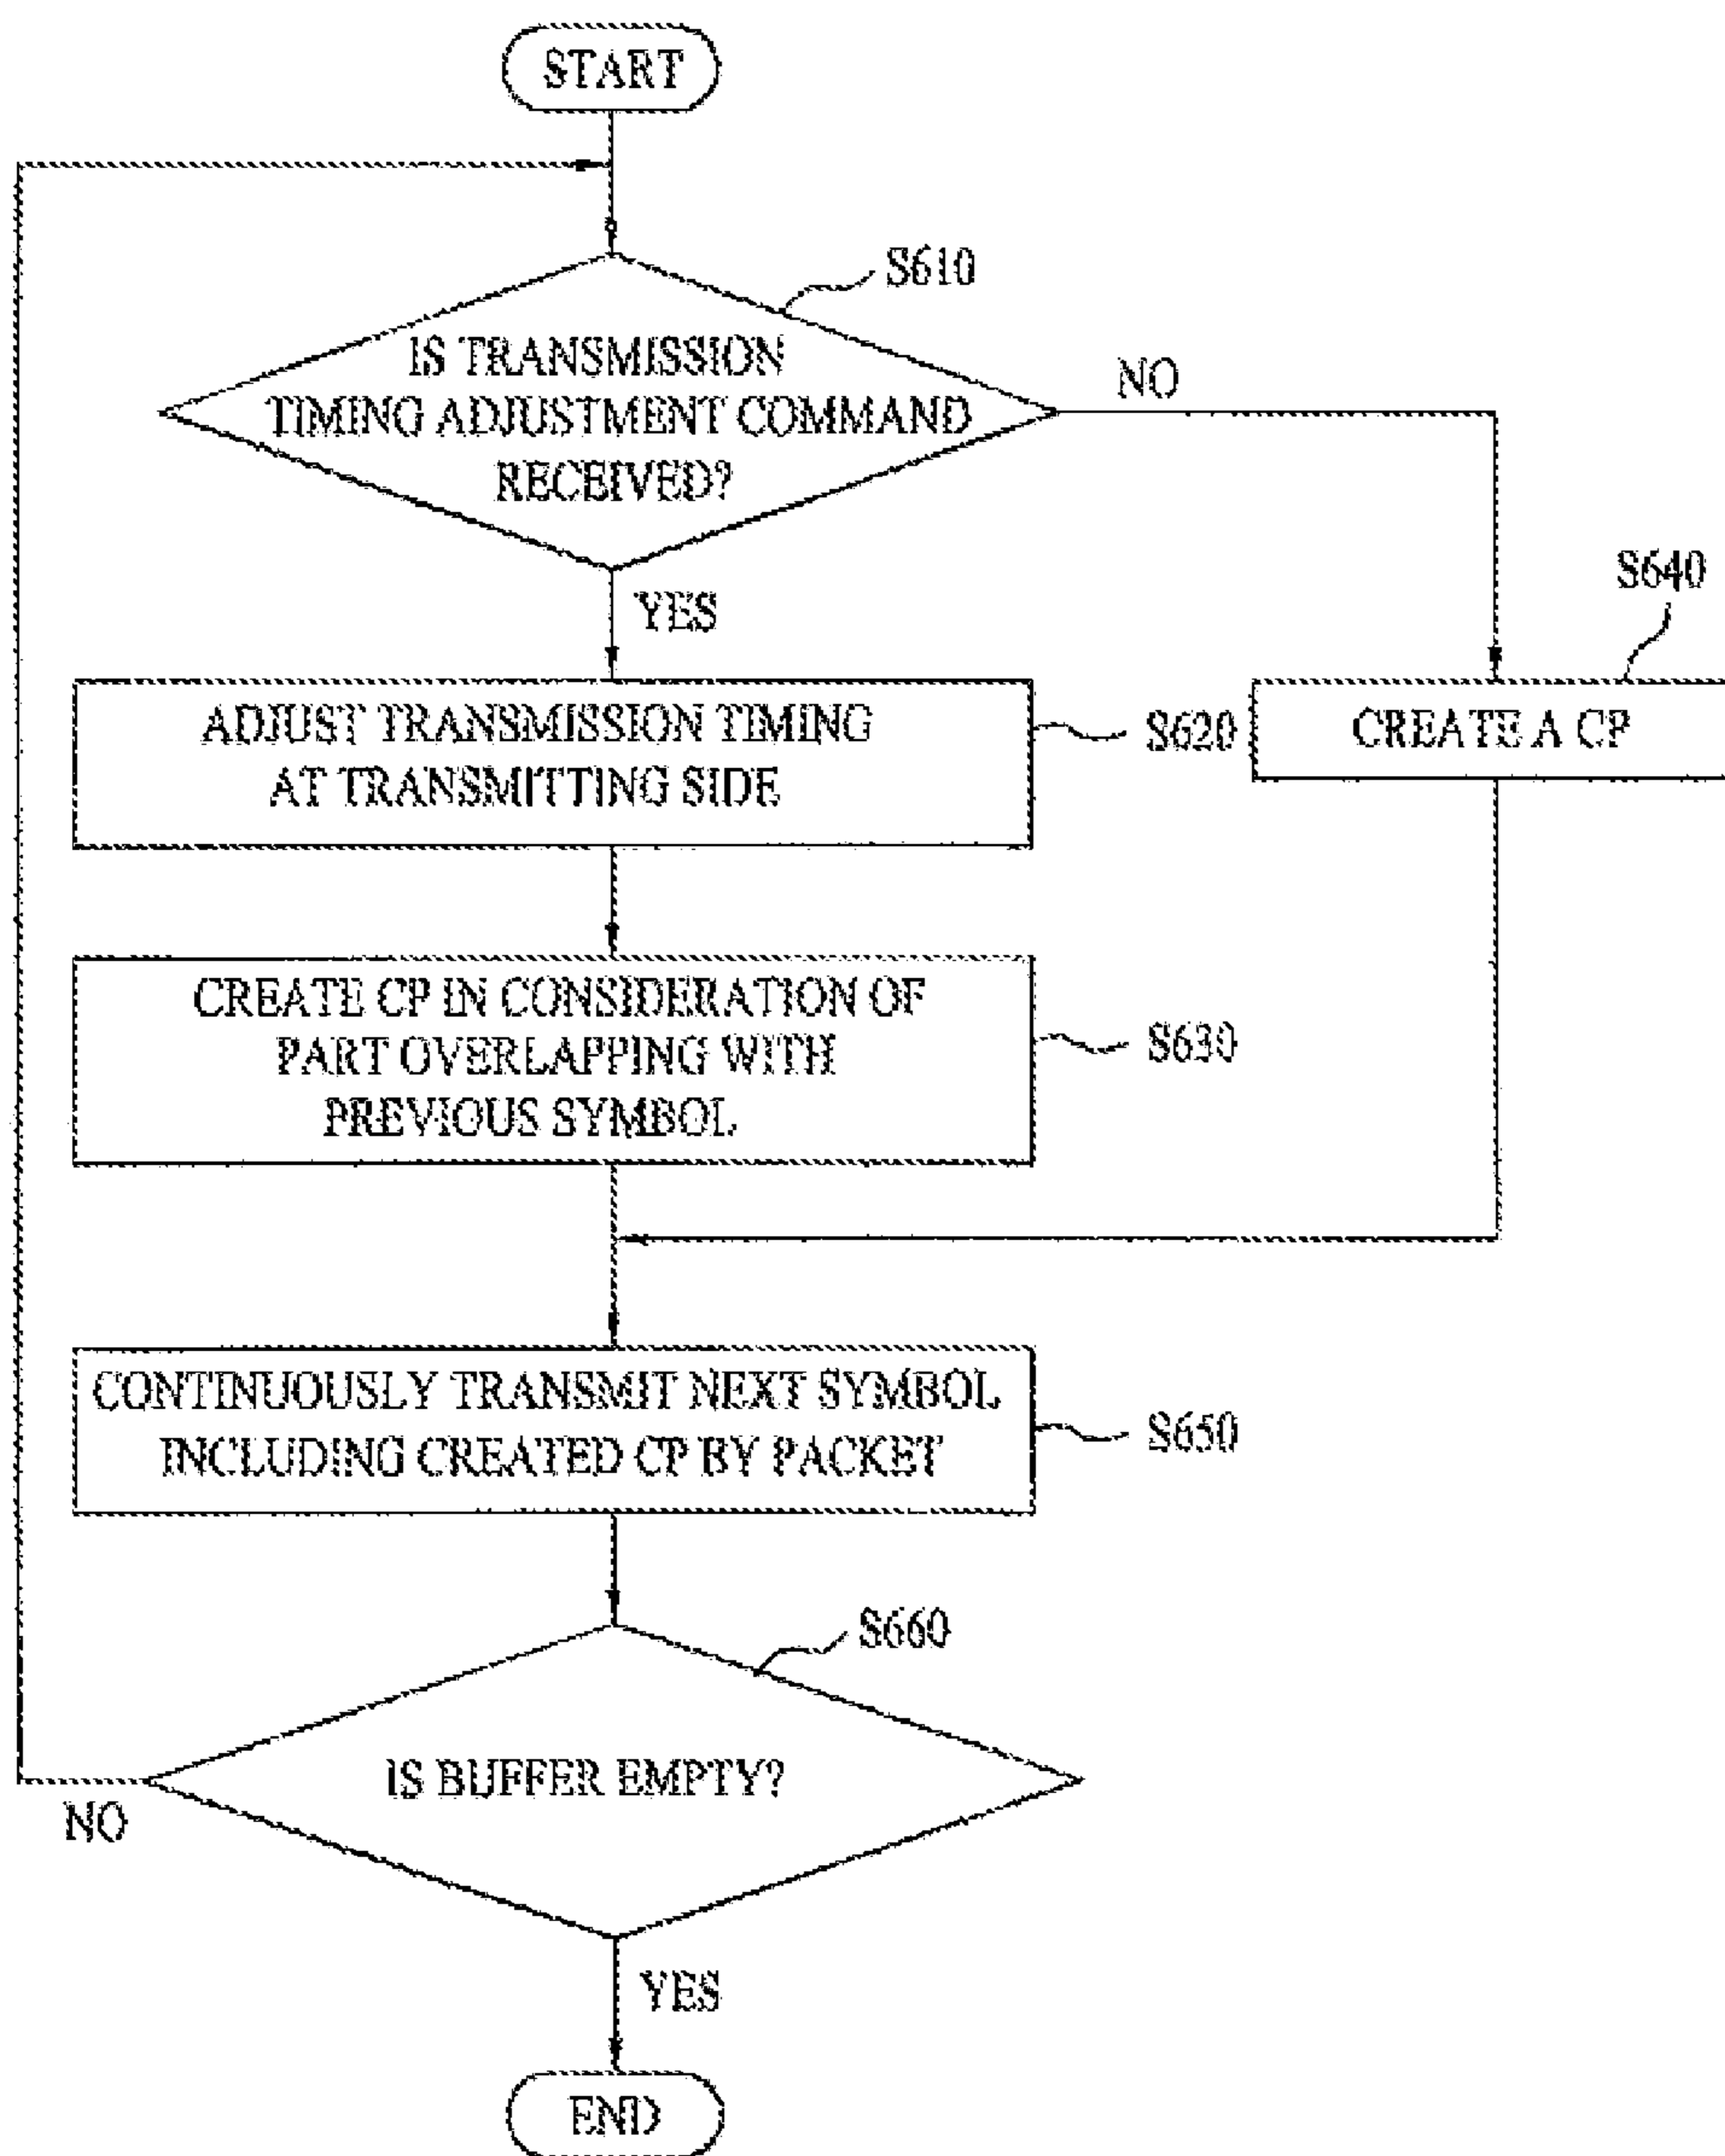 START
S610
IS TRANSMISSION
TIMING ADJUSTMENT COMMAND
RECEIVED?
NO
YES
S640
ADJUST TRANSMISSION TIMING
AT TRANSMITTING SIDE
S620
CREATE A CP
CREATE CP IN CONSIDERATION OF
PART OVERLAPPING WITH
PREVIOUS SYMBOL
S630
CONTINUOUSLY TRANSMIT NEXT SYMBOL
INCLUDING CREATED CP BY PACKET
S650
S660
IS BUFFER EMPTY?
NO
YES
END